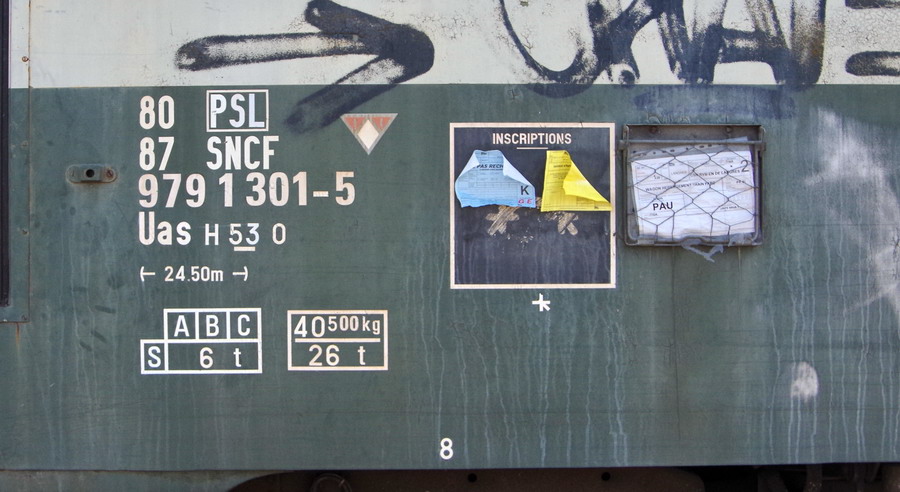 80 PSL
87 SNCF
979 1 301-5
Uas H 53 0
24.50m
A B C
S 6 t
40 500 kg
26 t
INSCRIPTIONS
K
2
PAU
8